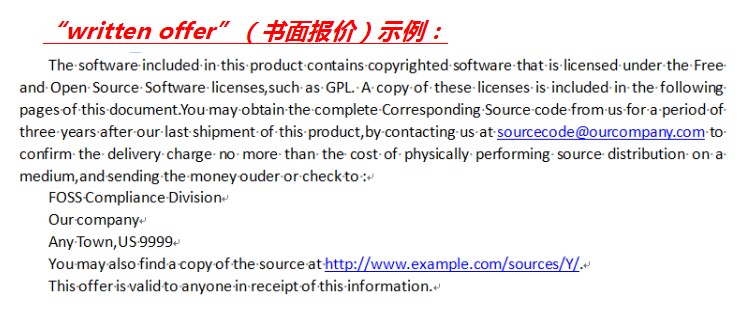 “written offer”（书面报价）示例：
The software included in this product contains copyrighted software that is licensed under the Free
and Open Source Software licenses,such as GPL. A copy of these licenses is included in the following
pages of this document.You may obtain the complete Corresponding Source code from us for a period of
three years after our last shipment of this product,by contacting us at sourcecode@ourcompany.com to
confirm the delivery charge no more than the cost of physically performing source distribution on a
medium,and sending the money ouder or check to :
FOSS Compliance Division
Our company
Any Town,US 9999
You may also find a copy of the source at http://www.example.com/sources/Y/.
This offer is valid to anyone in receipt of this information.